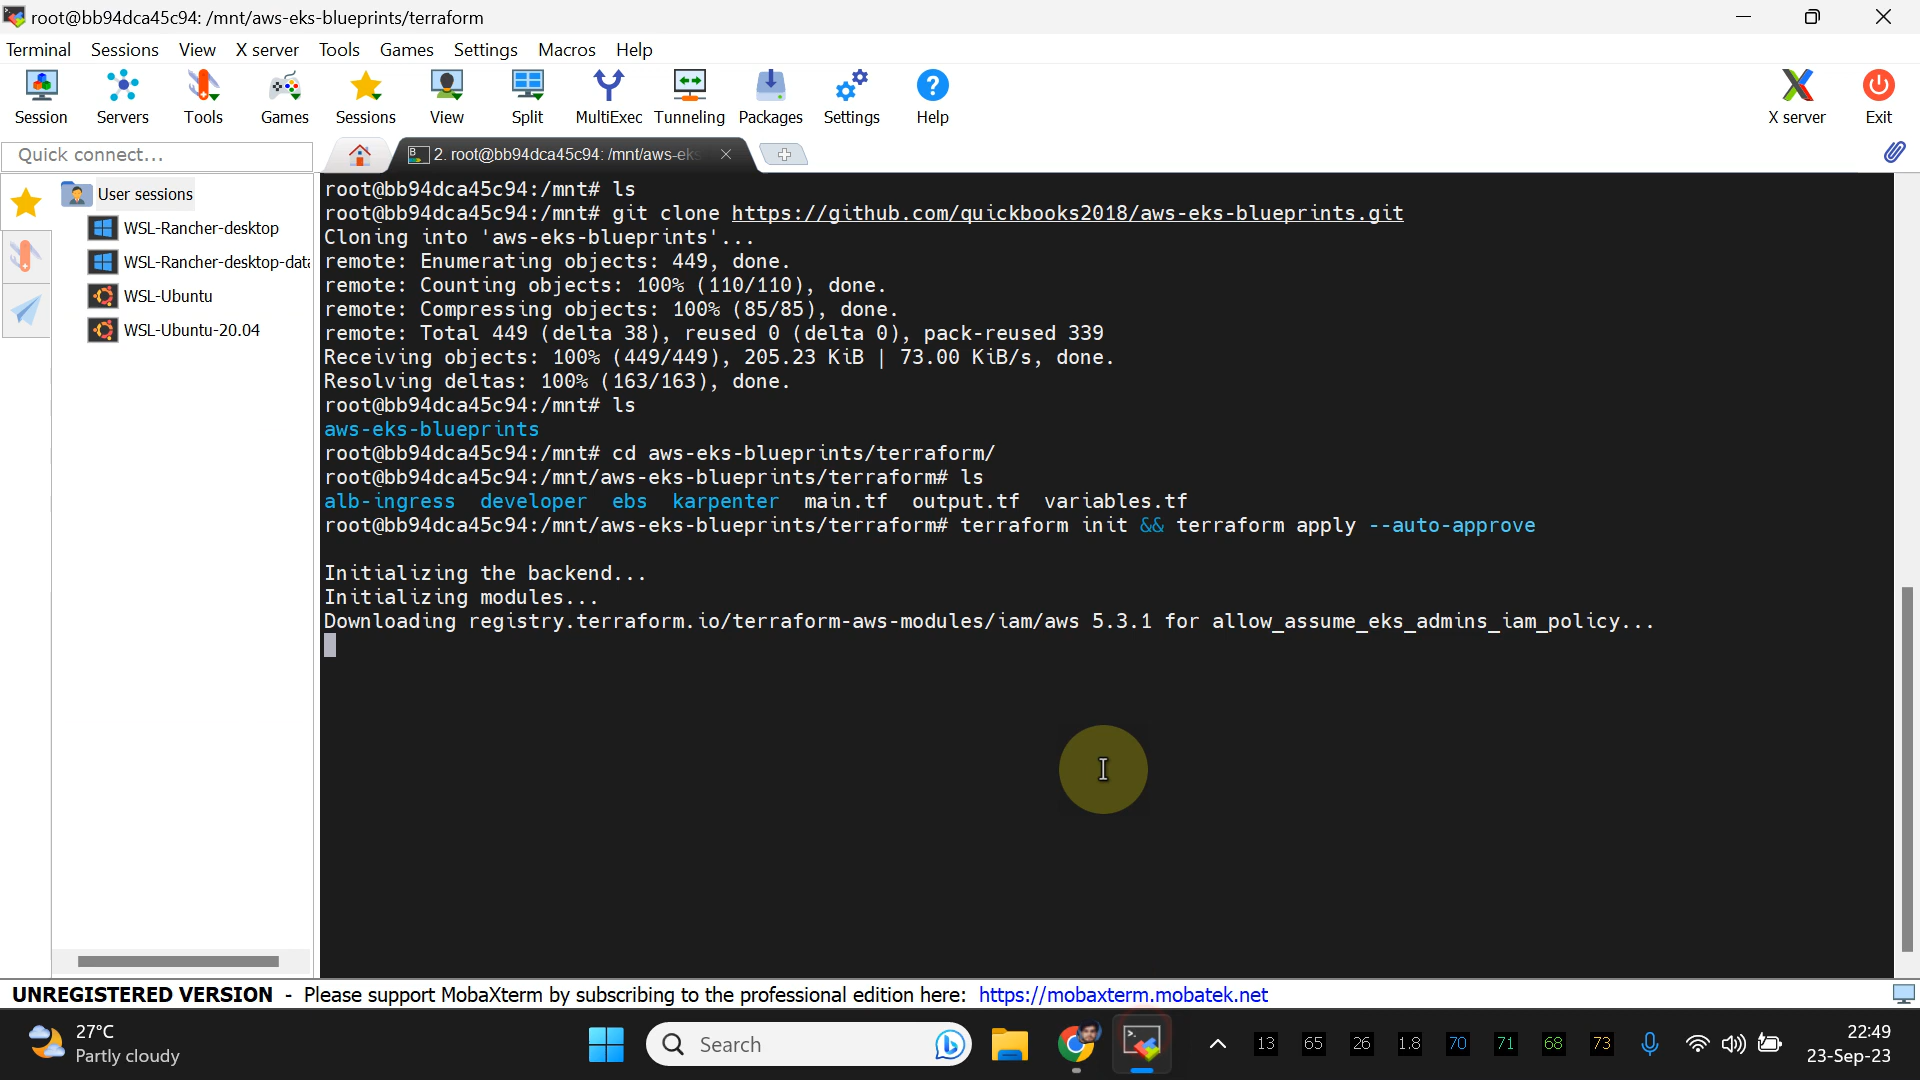 root@bb94dca45c94: /mnt/aws-eks-blueprints/terraform
Terminal Sessions View X server Tools Games Settings Macros Help
Session Servers Tools Games Sessions View Split MultiExec Tunneling Packages Settings Help X server Exit
Quick connect...
2. root@bb94dca45c94: /mnt/aws-ek
User sessions
WSL-Rancher-desktop
WSL-Rancher-desktop-data
WSL-Ubuntu
WSL-Ubuntu-20.04
root@bb94dca45c94:/mnt# ls
root@bb94dca45c94:/mnt# git clone https://github.com/quickbooks2018/aws-eks-blueprints.git
Cloning into 'aws-eks-blueprints'...
remote: Enumerating objects: 449, done.
remote: Counting objects: 100% (110/110), done.
remote: Compressing objects: 100% (85/85), done.
remote: Total 449 (delta 38), reused 0 (delta 0), pack-reused 339
Receiving objects: 100% (449/449), 205.23 KiB | 73.00 KiB/s, done.
Resolving deltas: 100% (163/163), done.
root@bb94dca45c94:/mnt# ls
aws-eks-blueprints
root@bb94dca45c94:/mnt# cd aws-eks-blueprints/terraform/
root@bb94dca45c94:/mnt/aws-eks-blueprints/terraform# ls
alb-ingress developer ebs karpenter main.tf output.tf variables.tf
root@bb94dca45c94:/mnt/aws-eks-blueprints/terraform# terraform init && terraform apply --auto-approve
Initializing the backend...
Initializing modules...
Downloading registry.terraform.io/terraform-aws-modules/iam/aws 5.3.1 for allow_assume_eks_admins_iam_policy...
UNREGISTERED VERSION - Please support MobaXterm by subscribing to the professional edition here: https://mobaxterm.mobatek.net
27°C
Partly cloudy
Search
13 65 26 1.8 70 71 68 73
22:49
23-Sep-23